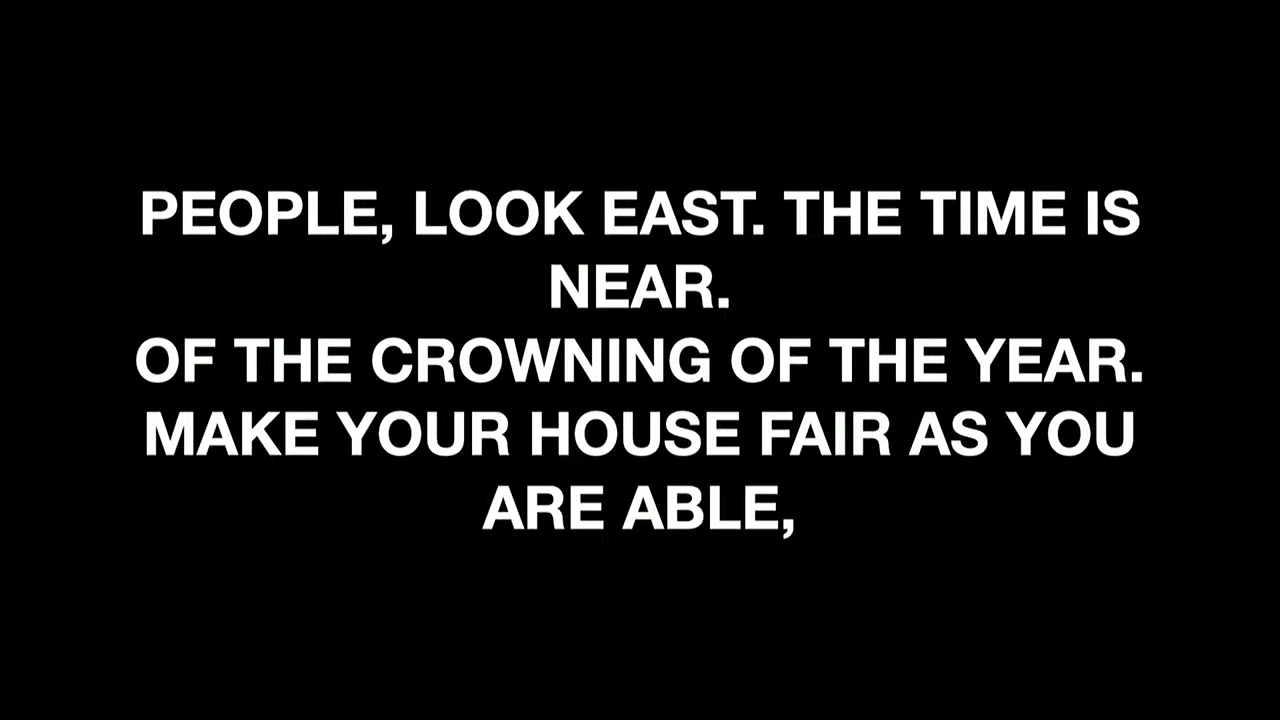 PEOPLE, LOOK EAST. THE TIME IS
NEAR.
OF THE CROWNING OF THE YEAR.
MAKE YOUR HOUSE FAIR AS YOU
ARE ABLE,